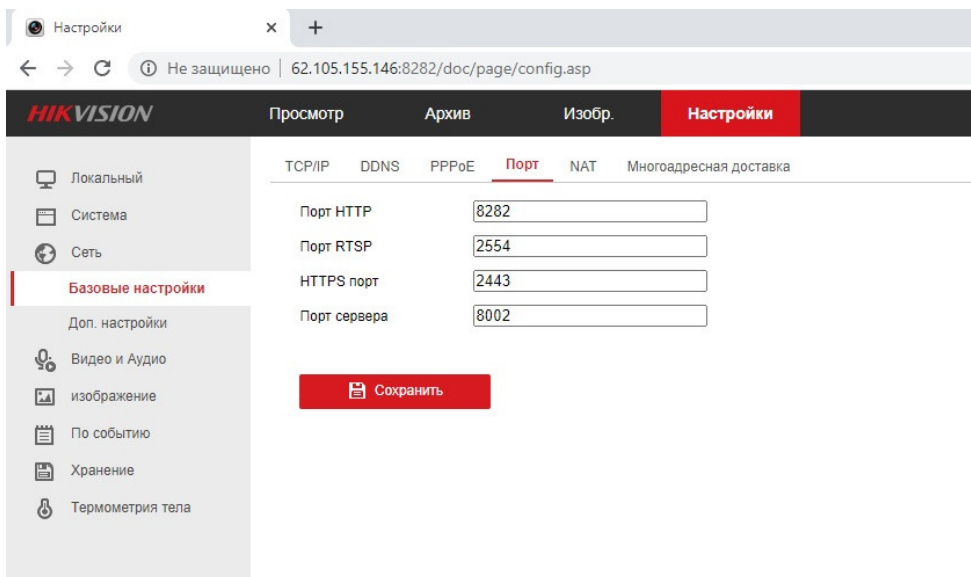 Настройки
Не защищено | 62.105.155.146:8282/doc/page/config.asp
HIKVISION Просмотр Архив Изобр. Настройки
TCP/IP DDNS PPPoE Порт NAT Многоадресная доставка
Локальный
Система
Сеть
Базовые настройки
Доп. настройки
Видео и Аудио
изображение
По событию
Хранение
Термометрия тела
Порт HTTP 8282
Порт RTSP 2554
HTTPS порт 2443
Порт сервера 8002
Сохранить